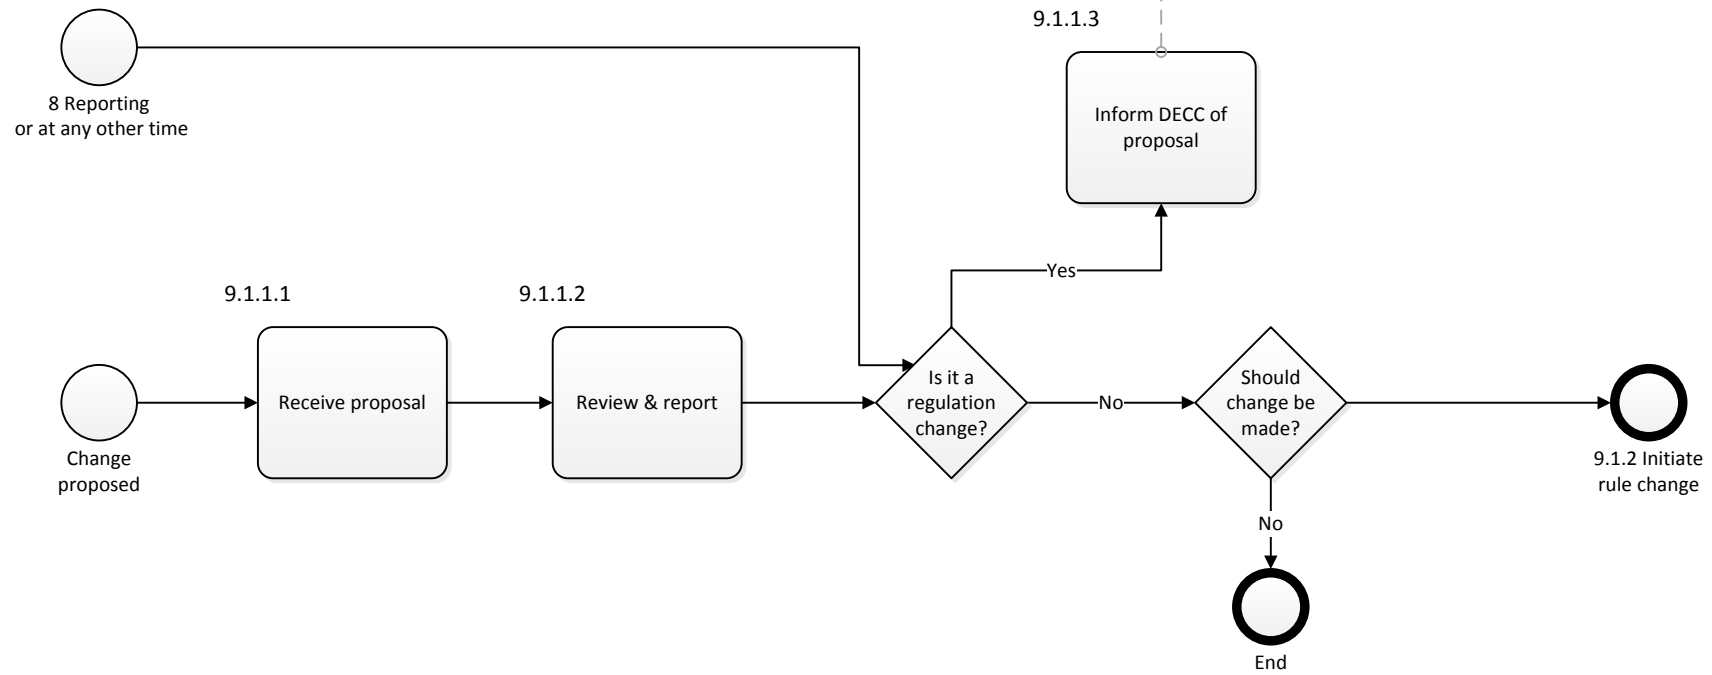 9.1.1.3
8 Reporting
or at any other time
Inform DECC of
proposal
Yes
9.1.1.1
9.1.1.2
Change
proposed
Receive proposal
Review & report
Is it a
regulation
change?
No
Should
change be
made?
9.1.2 Initiate
rule change
No
End